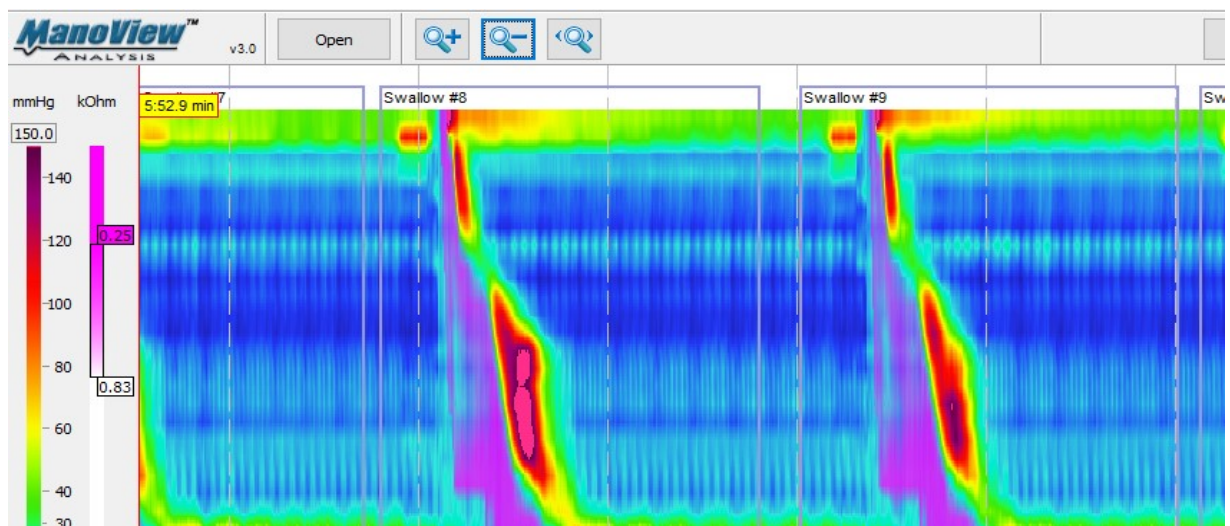 ManoView™
ANALYSIS
v3.0
Open
mmHg kOhm
150.0
140
120
100
80
60
40
30
0.25
0.83
5:52.9 min
Swallow #8
Swallow #9
Sw